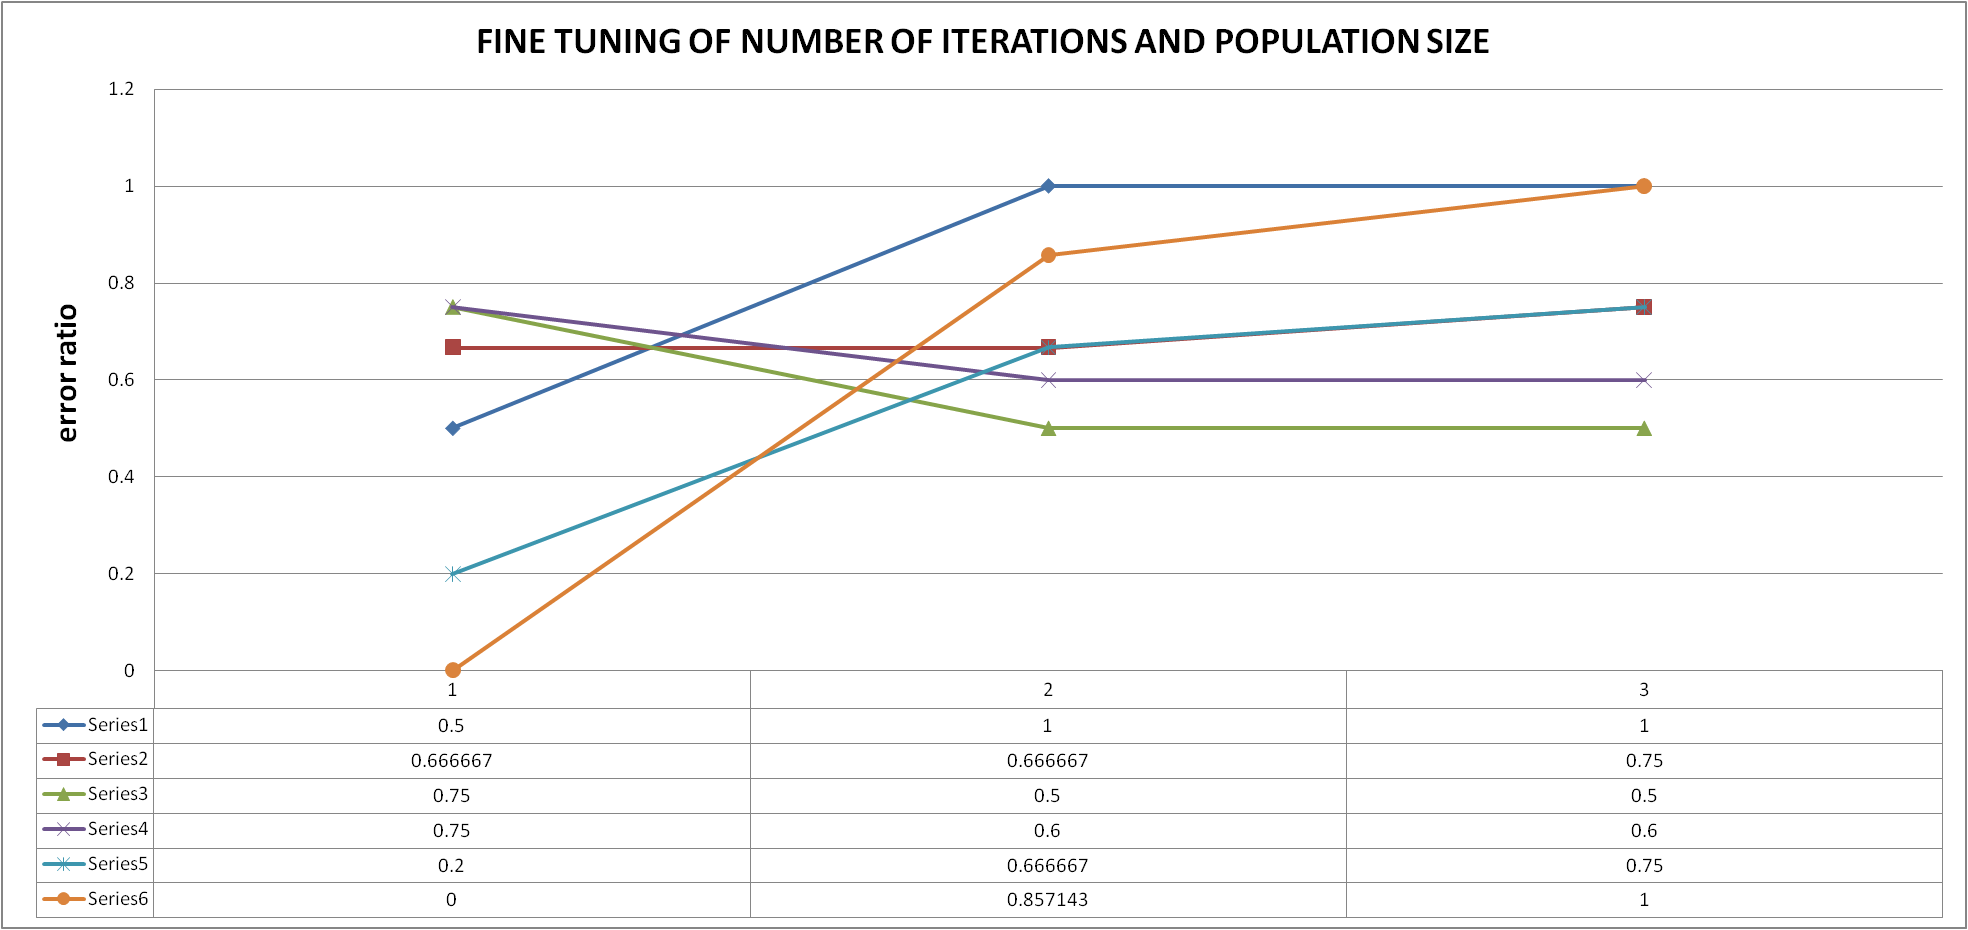 FINE TUNING OF NUMBER OF ITERATIONS AND POPULATION SIZE
1.2
1
0.8
0.6
0.4
0.2
0
error ratio
1 2 3
Series1 0.5 1 1
Series2 0.666667 0.666667 0.75
Series3 0.75 0.5 0.5
Series4 0.75 0.6 0.6
Series5 0.2 0.666667 0.75
Series6 0 0.857143 1